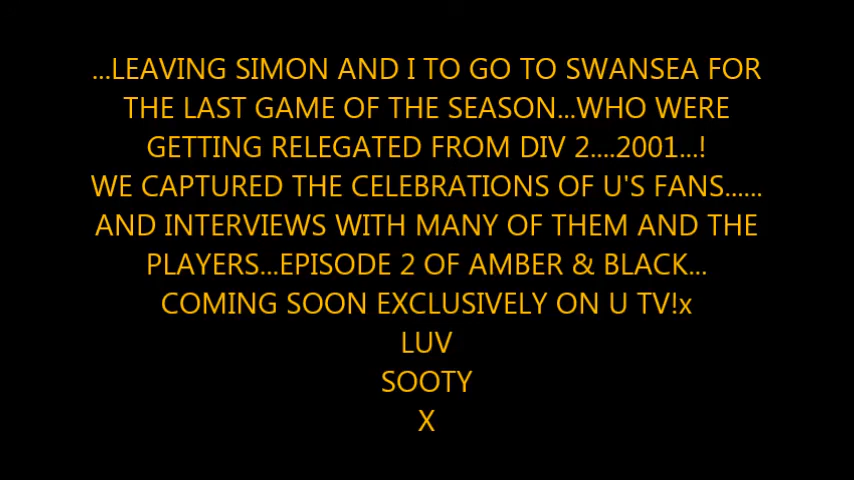 ...LEAVING SIMON AND I TO GO TO SWANSEA FOR
THE LAST GAME OF THE SEASON...WHO WERE
GETTING RELEGATED FROM DIV 2....2001...!
WE CAPTURED THE CELEBRATIONS OF U'S FANS......
AND INTERVIEWS WITH MANY OF THEM AND THE
PLAYERS...EPISODE 2 OF AMBER & BLACK...
COMING SOON EXCLUSIVELY ON U TV!x
LUV
SOOTY
X